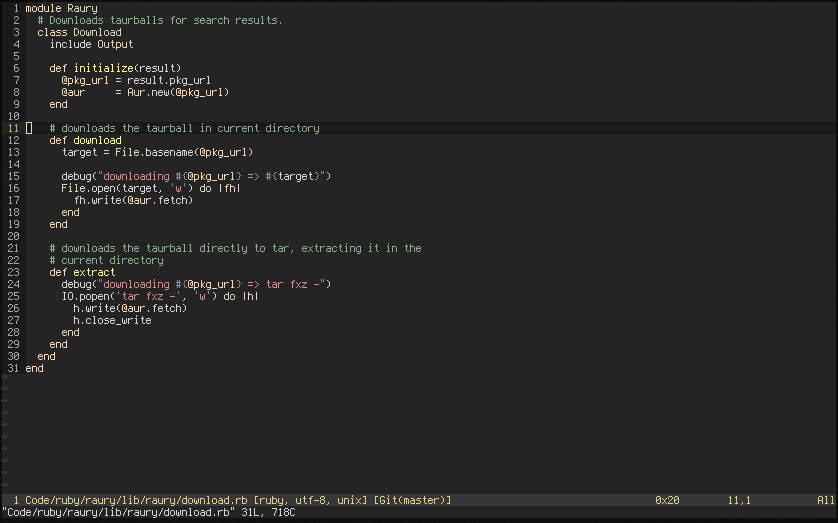 1 module Raury
2   # Downloads taurballs for search results.
3   class Download
4     include Output
5
6     def initialize(result)
7       @pkg_url = result.pkg_url
8       @aur     = Aur.new(@pkg_url)
9     end
10
11     # downloads the taurball in current directory
12     def download
13       target = File.basename(@pkg_url)
14
15       debug("downloading #{@pkg_url} => #{target}")
16       File.open(target, 'w') do |fh|
17         fh.write(@aur.fetch)
18       end
19     end
20
21     # downloads the taurball directly to tar, extracting it in the
22     # current directory
23     def extract
24       debug("downloading #{@pkg_url} => tar fxz -")
25       IO.popen('tar fxz -', 'w') do |h|
26         h.write(@aur.fetch)
27         h.close_write
28       end
29     end
30   end
31 end
~
~
~
~
~
~
~
~
~
~
1 Code/ruby/raury/lib/raury/download.rb [ruby, utf-8, unix] [Git(master)] 0x20 11,1 All
"Code/ruby/raury/lib/raury/download.rb" 31L, 718C